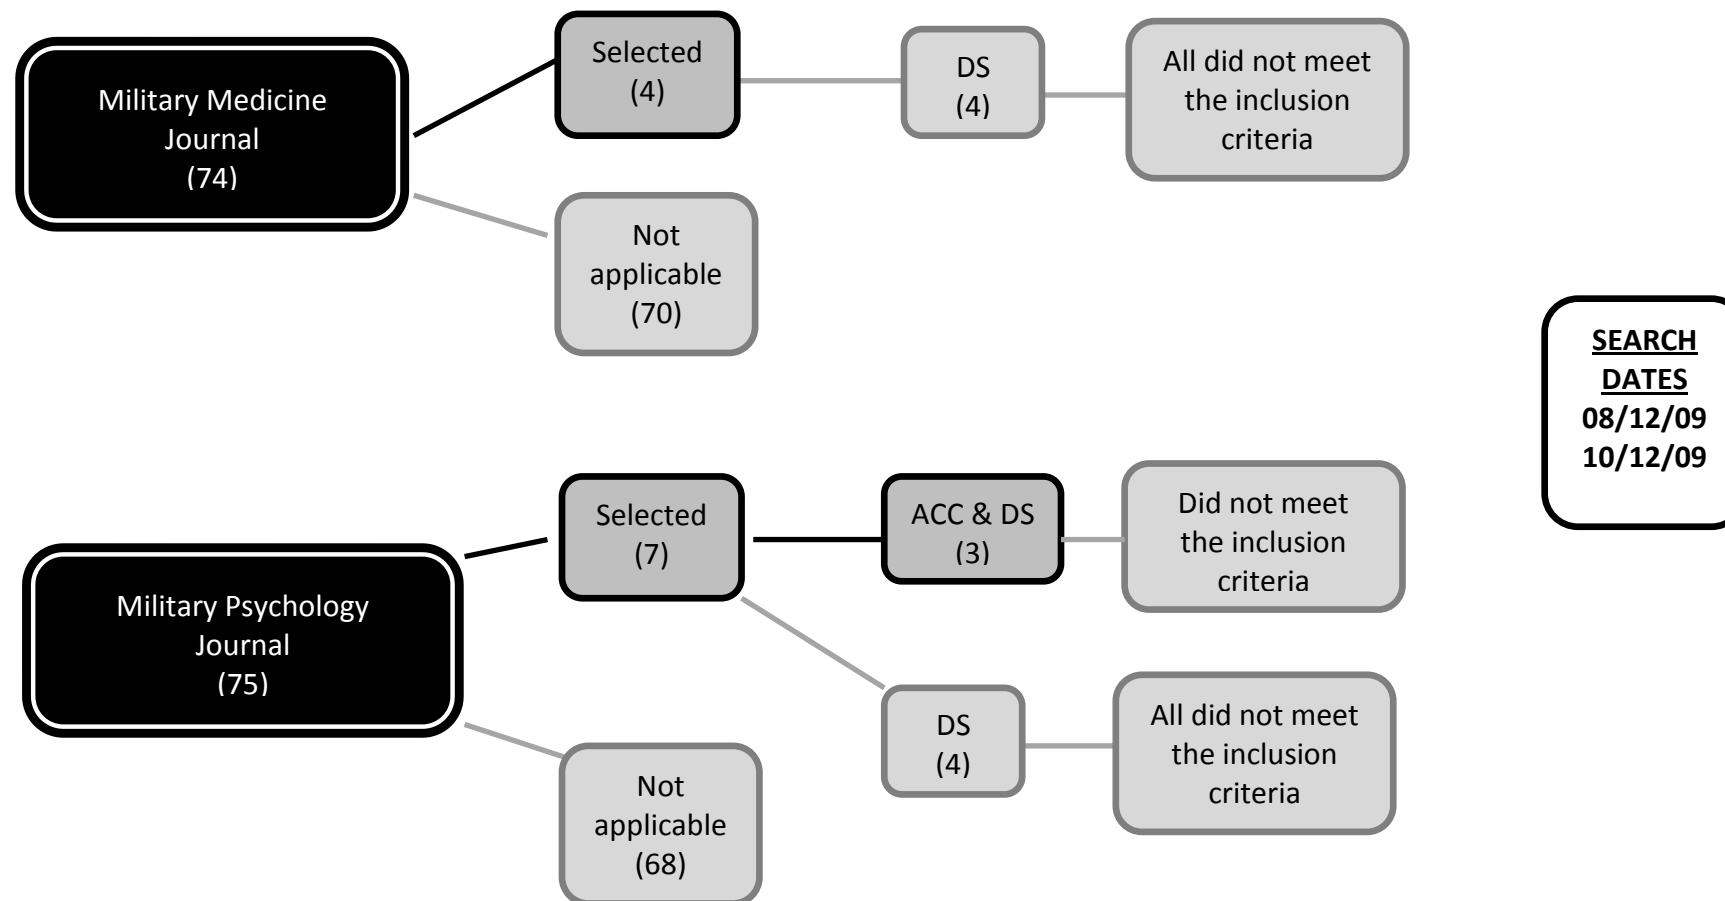 Military Medicine
Journal
(74)
Selected
(4)
DS
(4)
All did not meet
the inclusion
criteria
Not
applicable
(70)
SEARCH
DATES
08/12/09
10/12/09
Military Psychology
Journal
(75)
Selected
(7)
ACC & DS
(3)
Did not meet
the inclusion
criteria
DS
(4)
All did not meet
the inclusion
criteria
Not
applicable
(68)